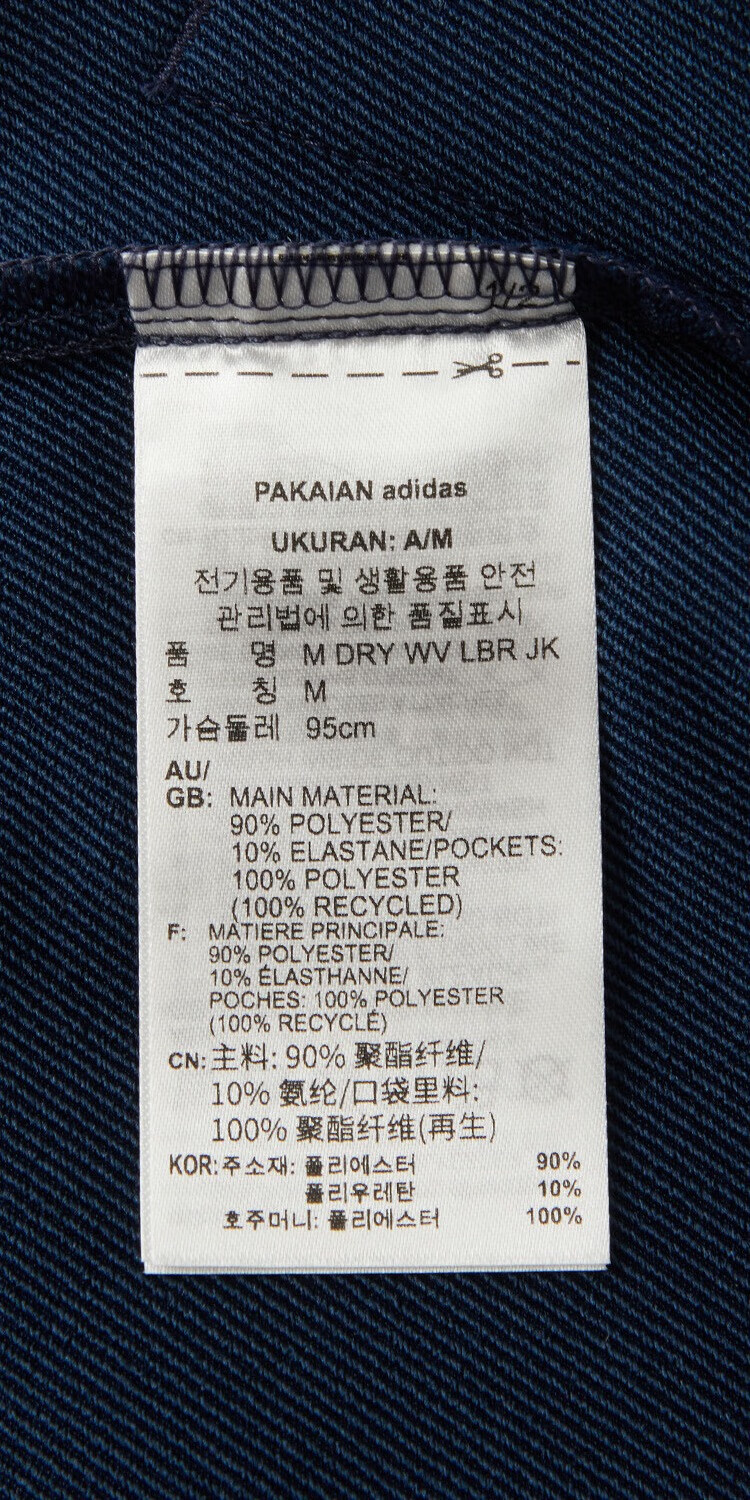 PAKAIAN adidas
UKURAN: A/M
전기용품 및 생활용품 안전
관리법에 의한 품질표시
품 명 M DRY WV LBR JK
호 칭 M
가슴둘레 95cm
AU/
GB: MAIN MATERIAL:
90% POLYESTER/
10% ELASTANE/POCKETS:
100% POLYESTER
(100% RECYCLED)
F: MATIERE PRINCIPALE:
90% POLYESTER/
10% ÉLASTHANNE/
POCHES: 100% POLYESTER
(100% RECYCLÉ)
CN: 主料: 90% 聚酯纤维/
10% 氨纶/口袋里料:
100% 聚酯纤维(再生)
KOR: 주소재: 폴리에스터 90%
폴리우레탄 10%
호주머니: 폴리에스터 100%